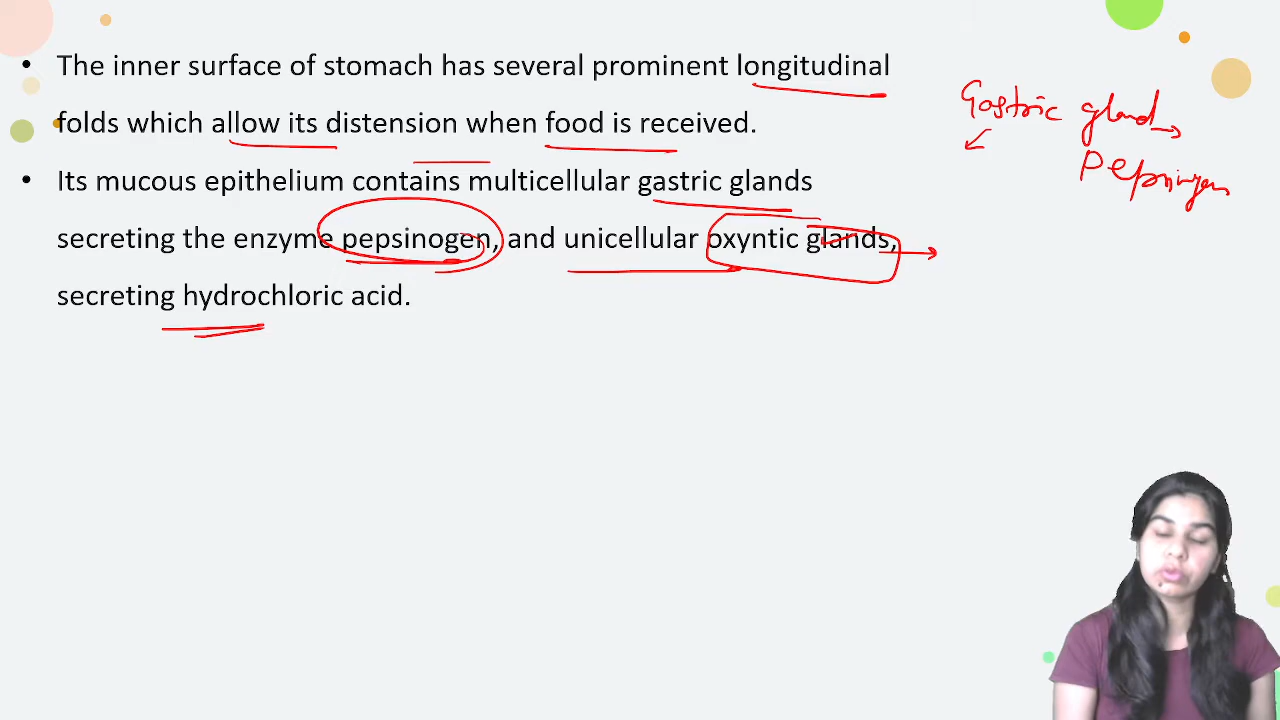 • The inner surface of stomach has several prominent longitudinal
folds which allow its distension when food is received.
• Its mucous epithelium contains multicellular gastric glands
secreting the enzyme pepsinogen, and unicellular oxyntic glands,
secreting hydrochloric acid.
Gastric gland →
Pepsinogen